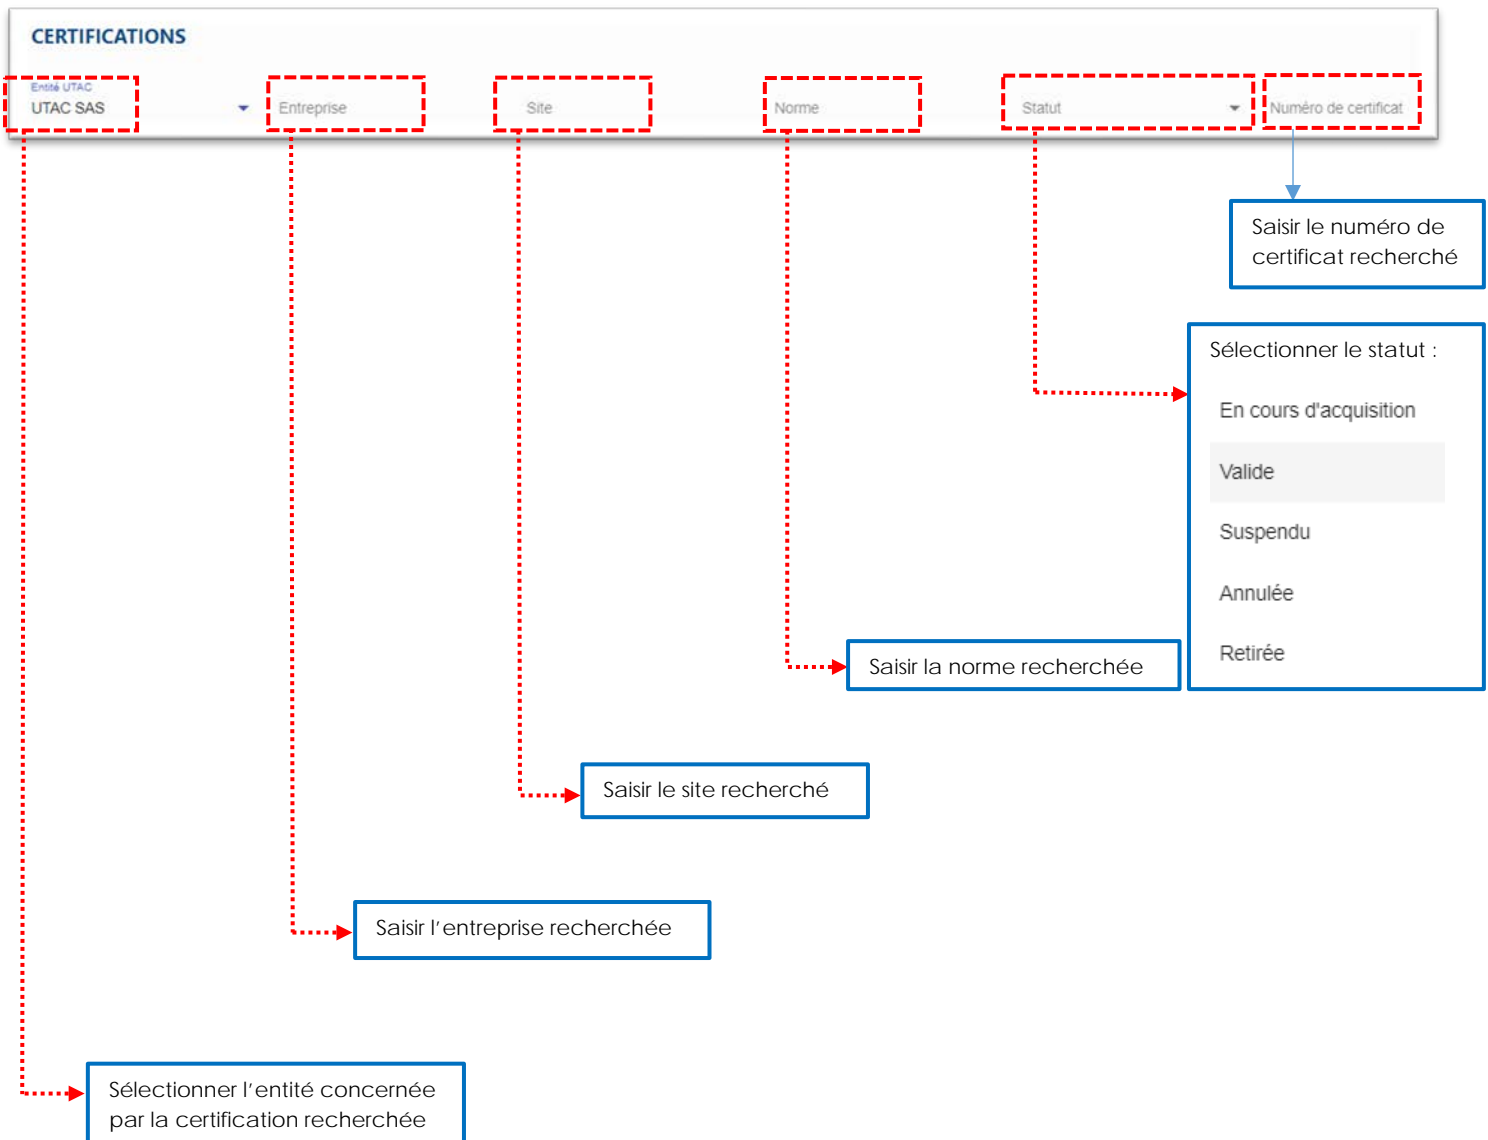 CERTIFICATIONS
Entité UTAC
UTAC SAS
Entreprise
Site
Norme
Statut
Numéro de certificat
Saisir le numéro de
certificat recherché
Sélectionner le statut :
En cours d'acquisition
Valide
Suspendu
Annulée
Retirée
Saisir la norme recherchée
Saisir le site recherché
Saisir l’entreprise recherchée
Sélectionner l’entité concernée
par la certification recherchée